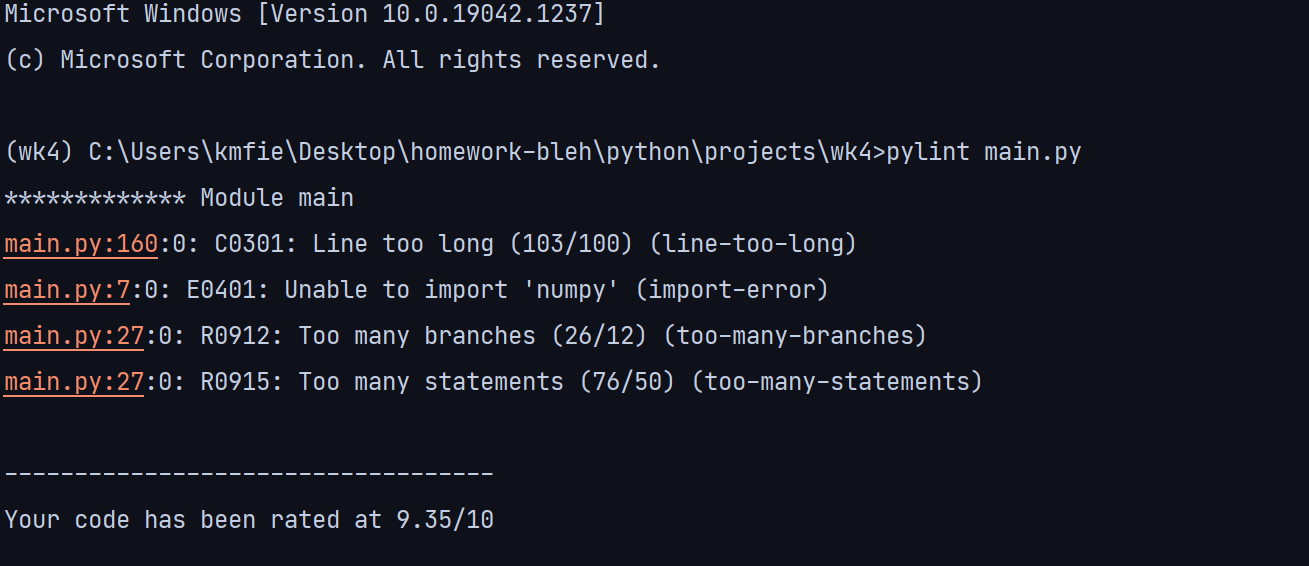 Microsoft Windows [Version 10.0.19042.1237]
(c) Microsoft Corporation. All rights reserved.
(wk4) C:\Users\kmfie\Desktop\homework-bleh\python\projects\wk4>pylint main.py
************* Module main
main.py:160:0: C0301: Line too long (103/100) (line-too-long)
main.py:7:0: E0401: Unable to import 'numpy' (import-error)
main.py:27:0: R0912: Too many branches (26/12) (too-many-branches)
main.py:27:0: R0915: Too many statements (76/50) (too-many-statements)
-----------------------------------
Your code has been rated at 9.35/10